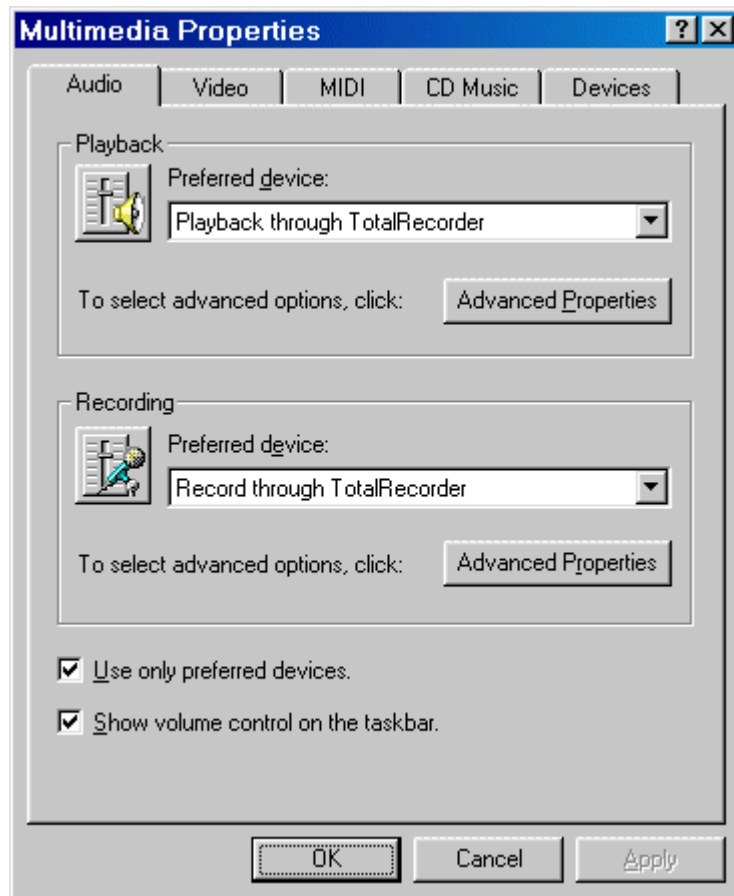 Multimedia Properties
Audio
Video
MIDI
CD Music
Devices
Playback
Preferred device:
Playback through TotalRecorder
To select advanced options, click:
Advanced Properties
Recording
Preferred device:
Record through TotalRecorder
To select advanced options, click:
Advanced Properties
Use only preferred devices.
Show volume control on the taskbar.
OK
Cancel
Apply